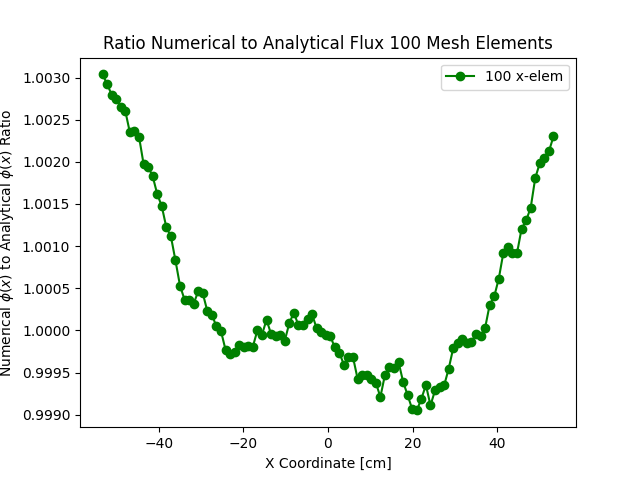 Ratio Numerical to Analytical Flux 100 Mesh Elements
100 x-elem
Numerical ϕ(x) to Analytical ϕ(x) Ratio
1.0030
1.0025
1.0020
1.0015
1.0010
1.0005
1.0000
0.9995
0.9990
−40 −20 0 20 40
X Coordinate [cm]